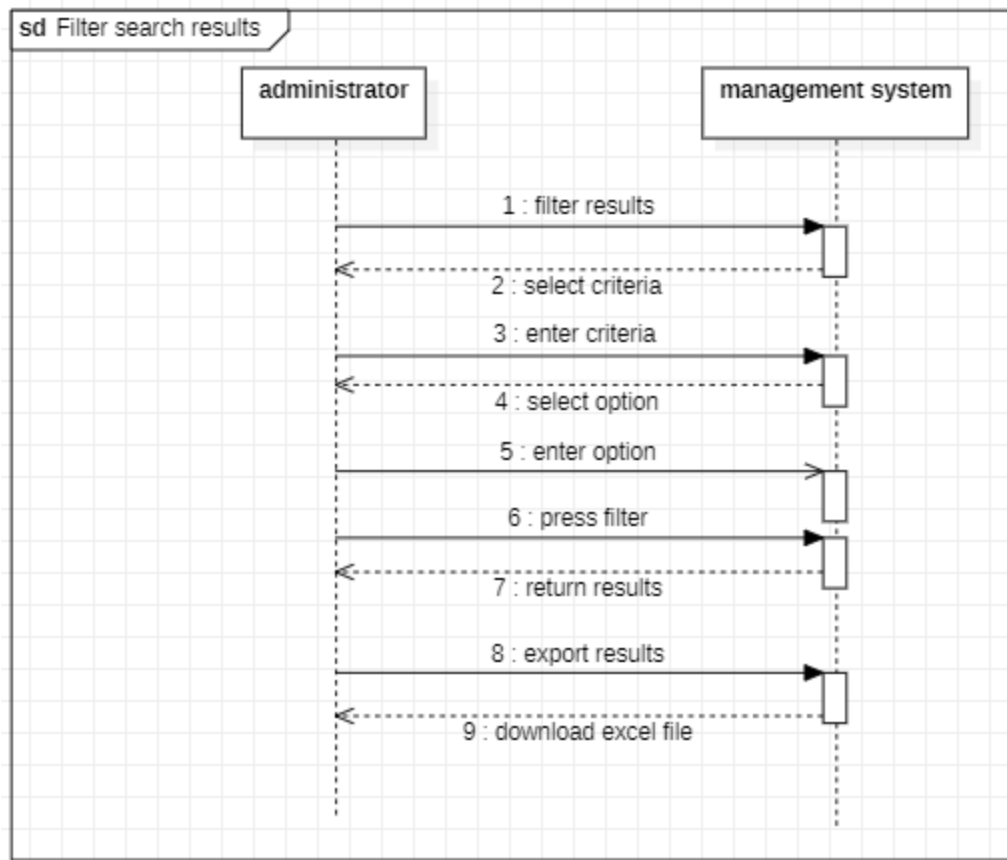 sd Filter search results
administrator
management system
1 : filter results
2 : select criteria
3 : enter criteria
4 : select option
5 : enter option
6 : press filter
7 : return results
8 : export results
9 : download excel file